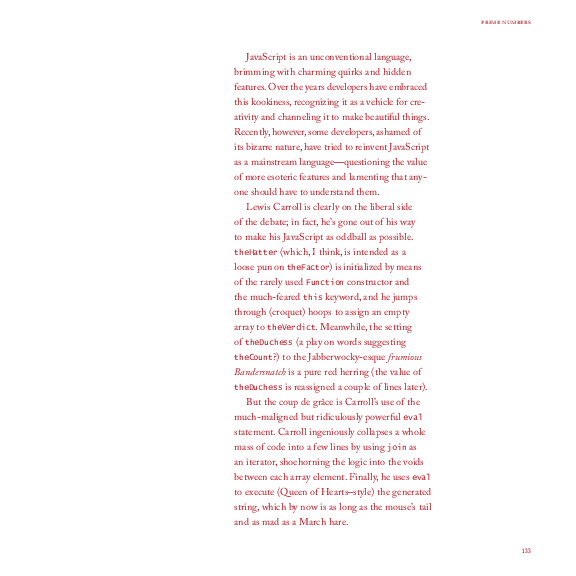 PRIME NUMBERS
JavaScript is an unconventional language,
brimming with charming quirks and hidden
features. Over the years developers have embraced
this kookiness, recognizing it as a vehicle for cre-
ativity and channeling it to make beautiful things.
Recently, however, some developers, ashamed of
its bizarre nature, have tried to reinvent JavaScript
as a mainstream language—questioning the value
of more esoteric features and lamenting that any-
one should have to understand them.
Lewis Carroll is clearly on the liberal side
of the debate; in fact, he's gone out of his way
to make his JavaScript as oddball as possible.
theHatter (which, I think, is intended as a
loose pun on theFactor) is initialized by means
of the rarely used Function constructor and
the much-feared this keyword, and he jumps
through (croquet) hoops to assign an empty
array to theVerdict. Meanwhile, the setting
of theDuchess (a play on words suggesting
theCount?) to the Jabberwocky-esque frumious
Bandersnatch is a pure red herring (the value of
theDuchess is reassigned a couple of lines later).
But the coup de grâce is Carroll's use of the
much-maligned but ridiculously powerful eval
statement. Carroll ingeniously collapses a whole
mass of code into a few lines by using join as
an iterator, shoehorning the logic into the voids
between each array element. Finally, he uses eval
to execute (Queen of Hearts–style) the generated
string, which by now is as long as the mouse's tail
and as mad as a March hare.
133